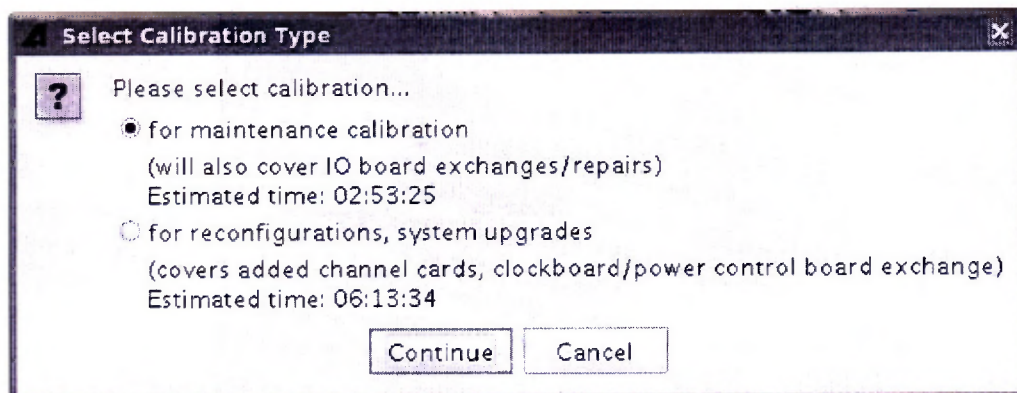 Select Calibration Type
Please select calibration...
for maintenance calibration
(will also cover IO board exchanges/repairs)
Estimated time: 02:53:25
for reconfigurations, system upgrades
(covers added channel cards, clockboard/power control board exchange)
Estimated time: 06:13:34
Continue Cancel